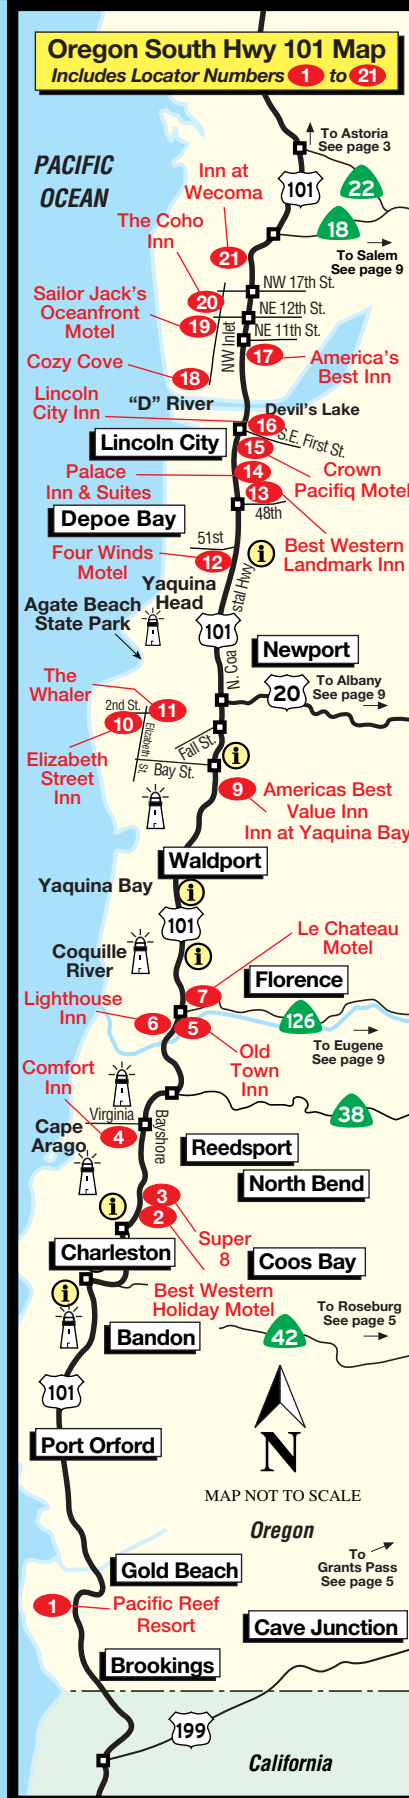 Oregon South Hwy 101 Map
Includes Locator Numbers 1 to 21
To Astoria
See page 3
PACIFIC
OCEAN
Inn at
Wecoma
101
22
The Coho
Inn
18
21
To Salem
See page 9
NW 17th St.
20
Sailor Jack's
Oceanfront
Motel
NE 12th St.
19
NW Inlet
NE 11th St.
17
America's
Best Inn
Cozy Cove
18
Lincoln
City Inn
"D" River
Devil's Lake
16
S.E. First St.
Lincoln City
15
Crown
Pacifiq Motel
Palace
Inn & Suites
14
13
48th
Depoe Bay
51st
Best Western
Landmark Inn
Four Winds
Motel
12
i
Yaquina
Head
stal Hwy
Agate Beach
State Park
101
Newport
N. Coa
The
Whaler
To Albany
See page 9
20
2nd St.
11
10
Elizabeth
St.
Fall St.
Elizabeth
Street
Inn
Bay St.
i
9
Americas Best
Value Inn
Inn at Yaquina Bay
Waldport
Yaquina Bay
i
101
Coquille
River
i
Le Chateau
Motel
Florence
7
Lighthouse
Inn
6
5
126
To Eugene
See page 9
Old
Town
Inn
Comfort
Inn
38
Virginia
4
Bayshore
Cape
Arago
Reedsport
North Bend
3
2
i
Super
8
Charleston
Coos Bay
Best Western
Holiday Motel
i
To Roseburg
See page 5
Bandon
42
101
N
Port Orford
MAP NOT TO SCALE
Oregon
To
Grants Pass
See page 5
Gold Beach
1
Pacific Reef
Resort
Cave Junction
Brookings
199
California